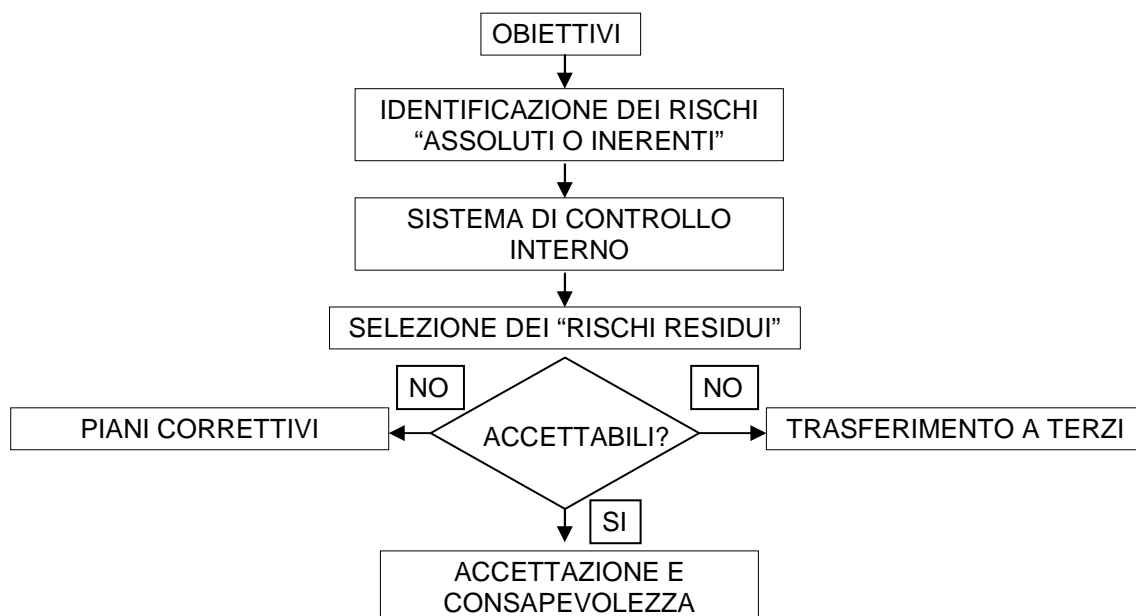 OBIETTIVI
IDENTIFICAZIONE DEI RISCHI
“ASSOLUTI O INERENTI”
SISTEMA DI CONTROLLO
INTERNO
SELEZIONE DEI “RISCHI RESIDUI”
NO
NO
PIANI CORRETTIVI
ACCETTABILI?
TRASFERIMENTO A TERZI
SI
ACCETTAZIONE E
CONSAPEVOLEZZA